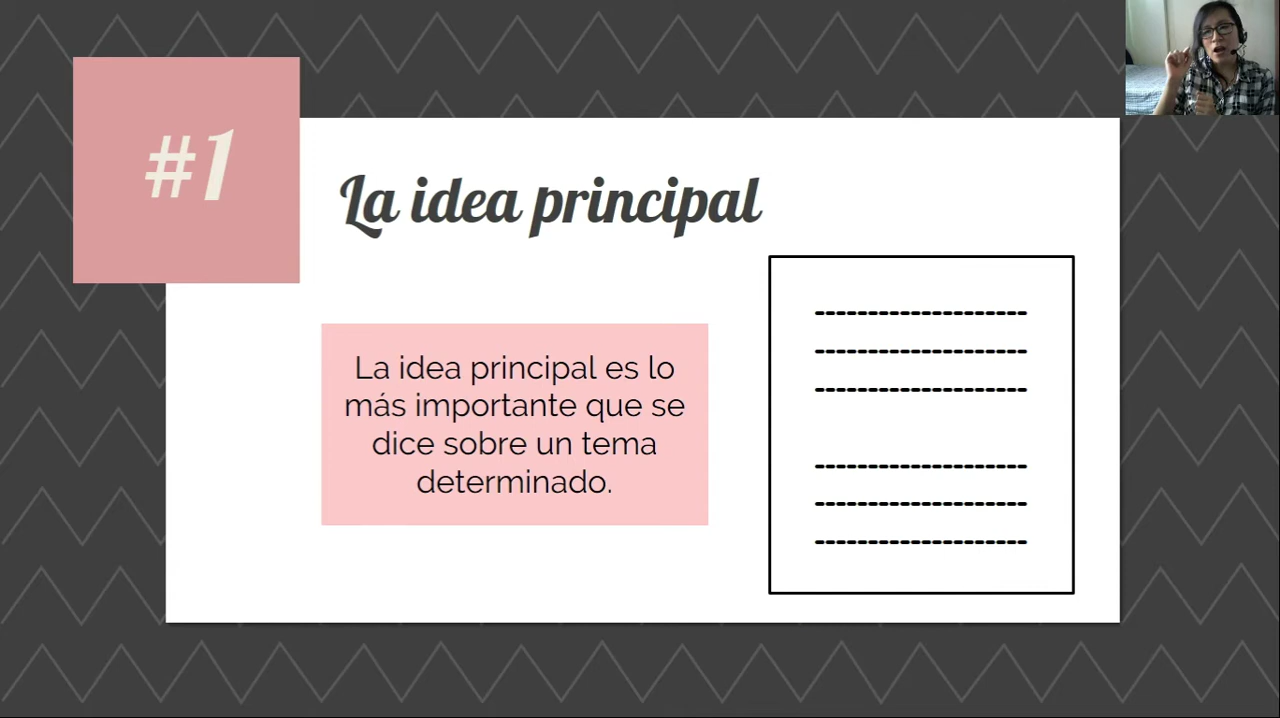 #1
La idea principal
La idea principal es lo
más importante que se
dice sobre un tema
determinado.